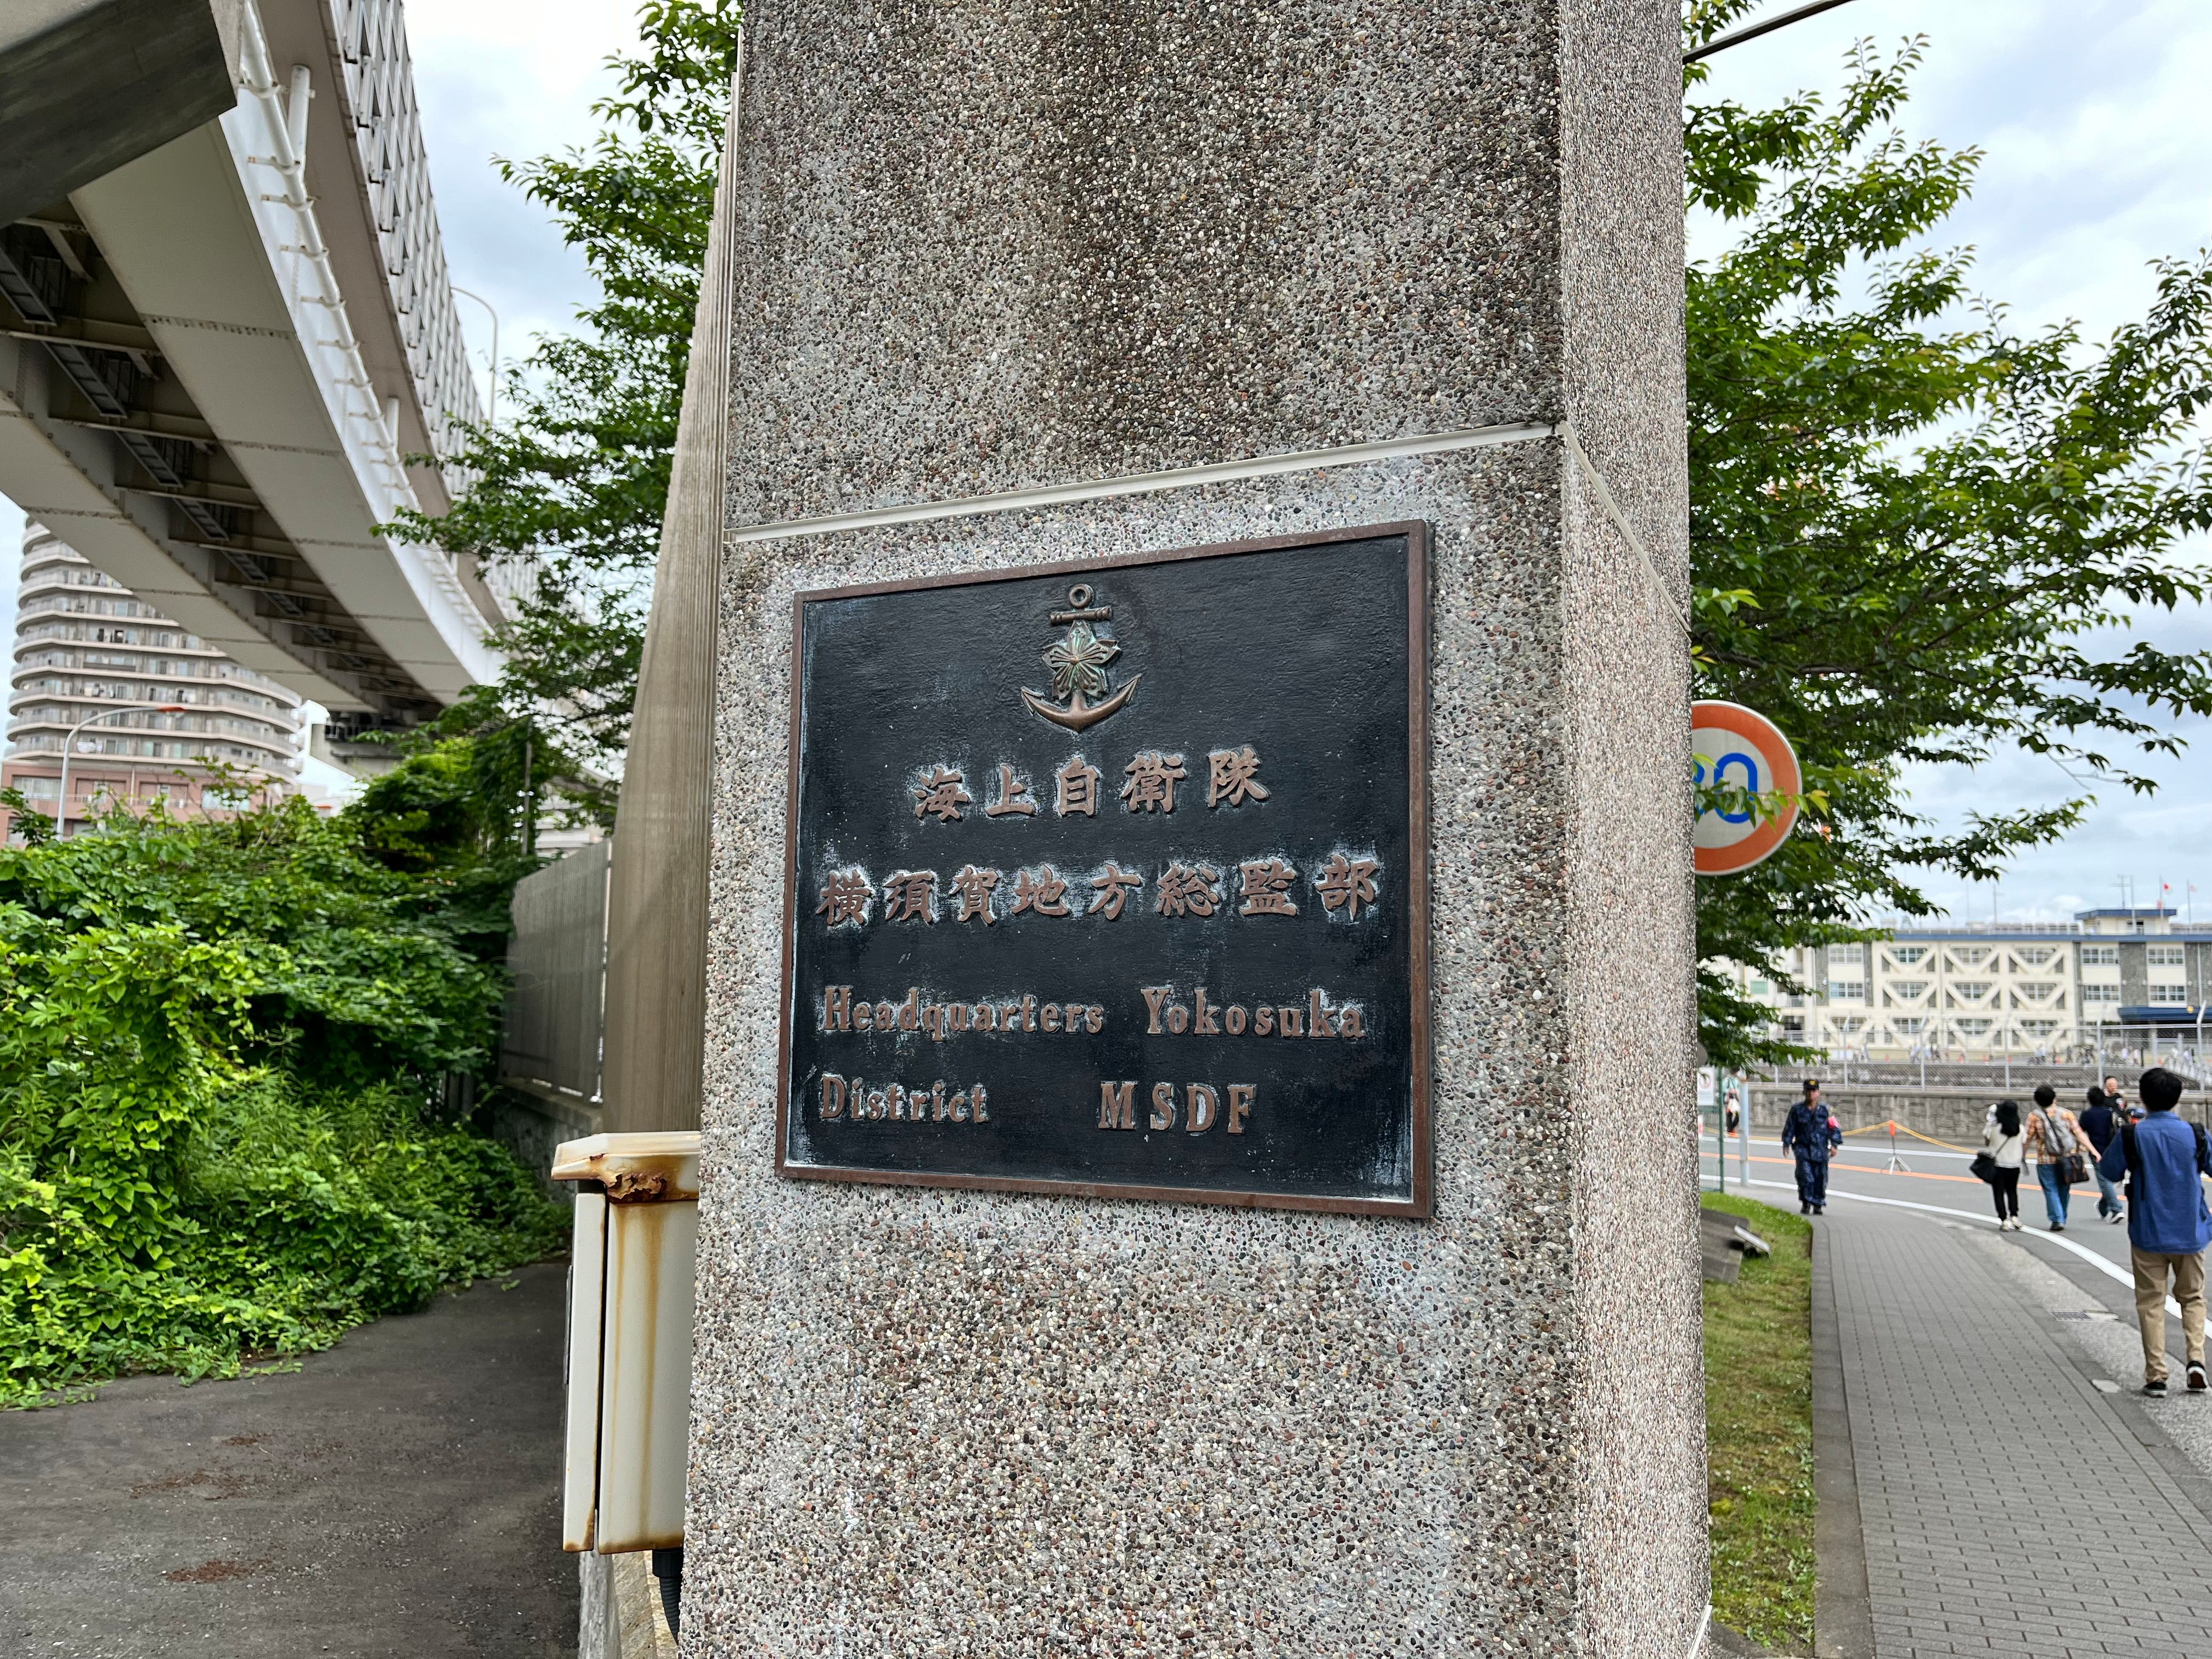 海上自衛隊
横須賀地方総監部
Headquarters Yokosuka
District MSDF